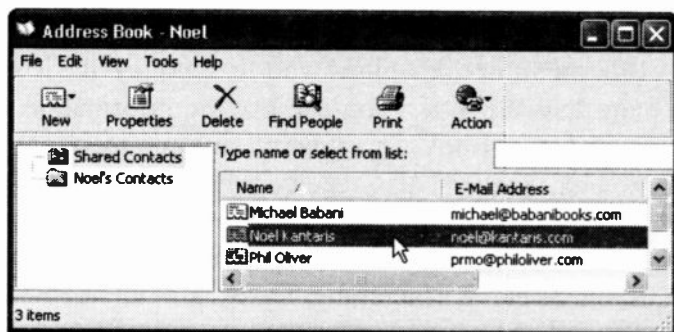 Address Book - Noel
File Edit View Tools Help
New Properties Delete Find People Print Action
Shared Contacts
Noel's Contacts
Type name or select from list:
Name E-Mail Address
Michael Babani michael@babanibooks.com
Noel Kantaris noel@kantaris.com
Phil Oliver prmo@philoliver.com
3 items